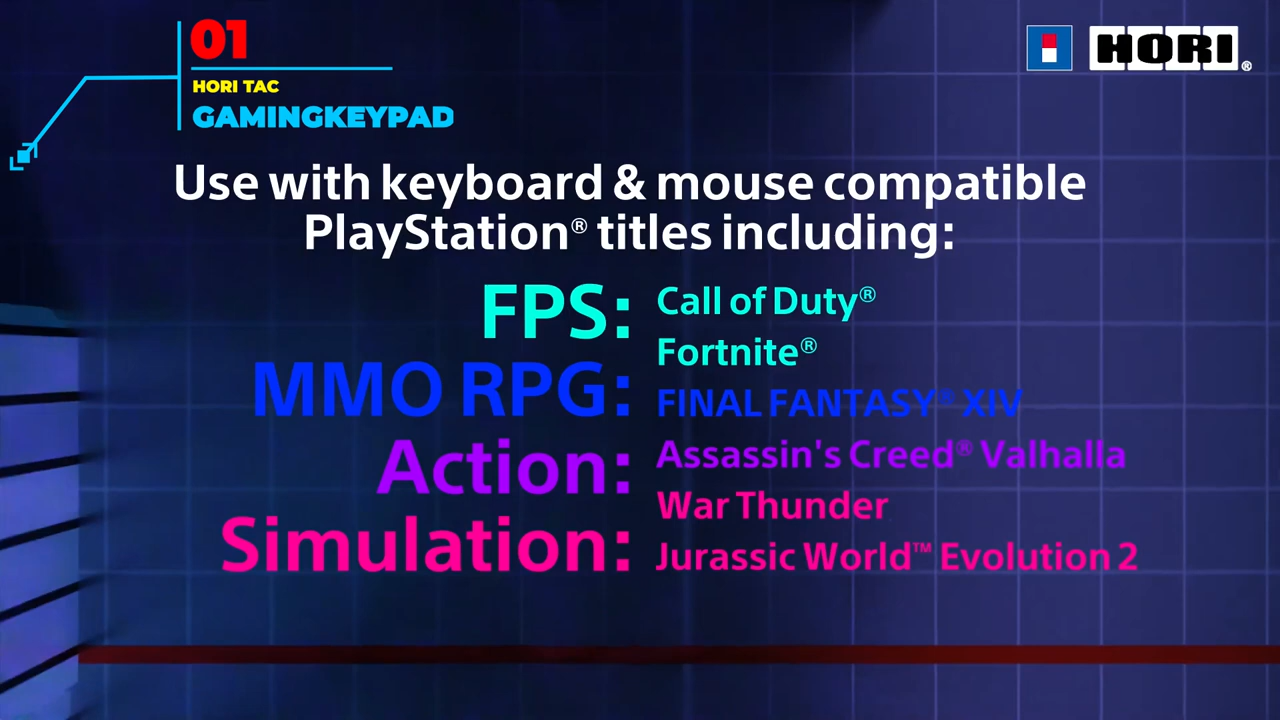 01
HORI TAC
GAMINGKEYPAD
HORI®
Use with keyboard & mouse compatible
PlayStation® titles including:
FPS:
Call of Duty®
Fortnite®
MMO RPG:
FINAL FANTASY® XIV
Action:
Assassin's Creed® Valhalla
Simulation:
War Thunder
Jurassic World™ Evolution 2